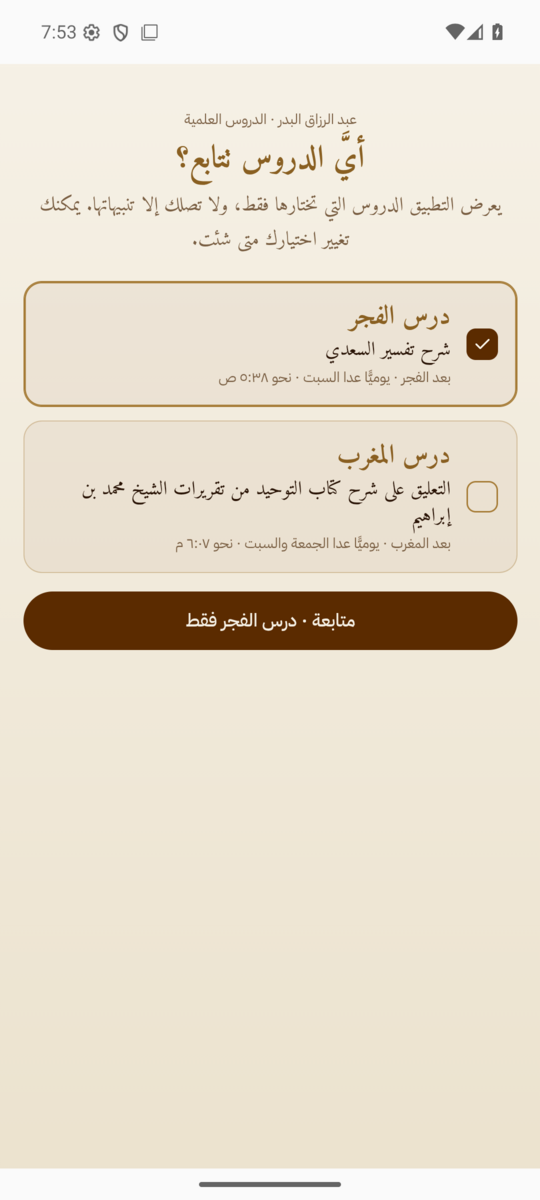 7:53
عبد الرزاق البدر · الدروس العلمية
أيَّ الدروس تتابع؟
يعرض التطبيق الدروس التي تختارها فقط، ولا تصلك إلا تنبيهاتها. يمكنك
تغيير اختيارك متى شئت.
درس الفجر
شرح تفسير السعدي
بعد الفجر · يوميًّا عدا السبت · نحو ٥:٣٨ ص
درس المغرب
التعليق على شرح كتاب التوحيد من تقريرات الشيخ محمد بن
إبراهيم
بعد المغرب · يوميًّا عدا الجمعة والسبت · نحو ٦:٠٧ م
متابعة · درس الفجر فقط